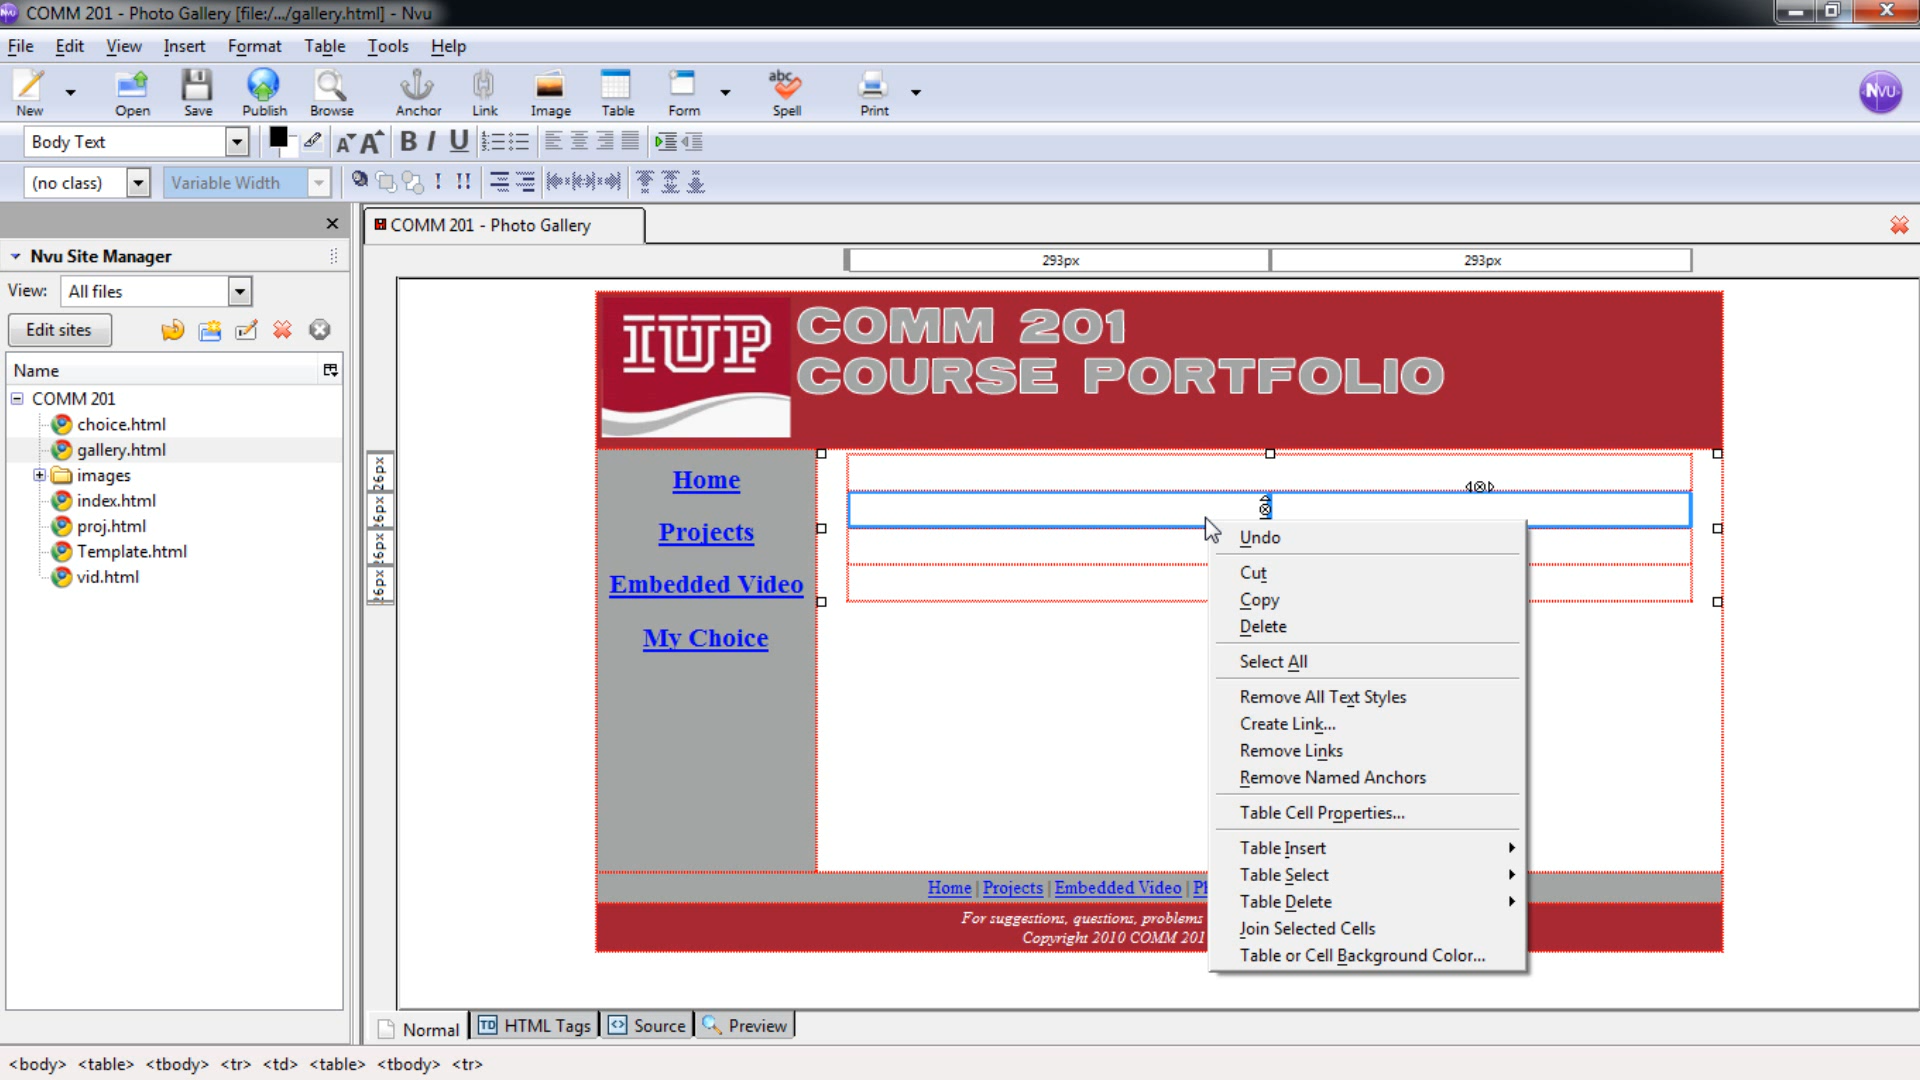 COMM 201 - Photo Gallery [file:/.../gallery.html] - Nvu
File Edit View Insert Format Table Tools Help
New Open Save Publish Browse Anchor Link Image Table Form Spell Print
abc
NVU
Body Text
B I U
(no class) Variable Width
! !!
COMM 201 - Photo Gallery
Nvu Site Manager
293px 293px
View: All files
Edit sites
Name
COMM 201
choice.html
gallery.html
images
index.html
proj.html
Template.html
vid.html
26px
26px
26px
26px
IUP
COMM 201
COURSE PORTFOLIO
Home
Projects
Embedded Video
My Choice
Undo
Cut
Copy
Delete
Select All
Remove All Text Styles
Create Link...
Remove Links
Remove Named Anchors
Table Cell Properties...
Table Insert
Table Select
Table Delete
Join Selected Cells
Table or Cell Background Color...
Home | Projects | Embedded Video |
For suggestions, questions, problems
Copyright 2010 COMM 201
Normal HTML Tags Source Preview
TD
<body> <table> <tbody> <tr> <td> <table> <tbody> <tr>